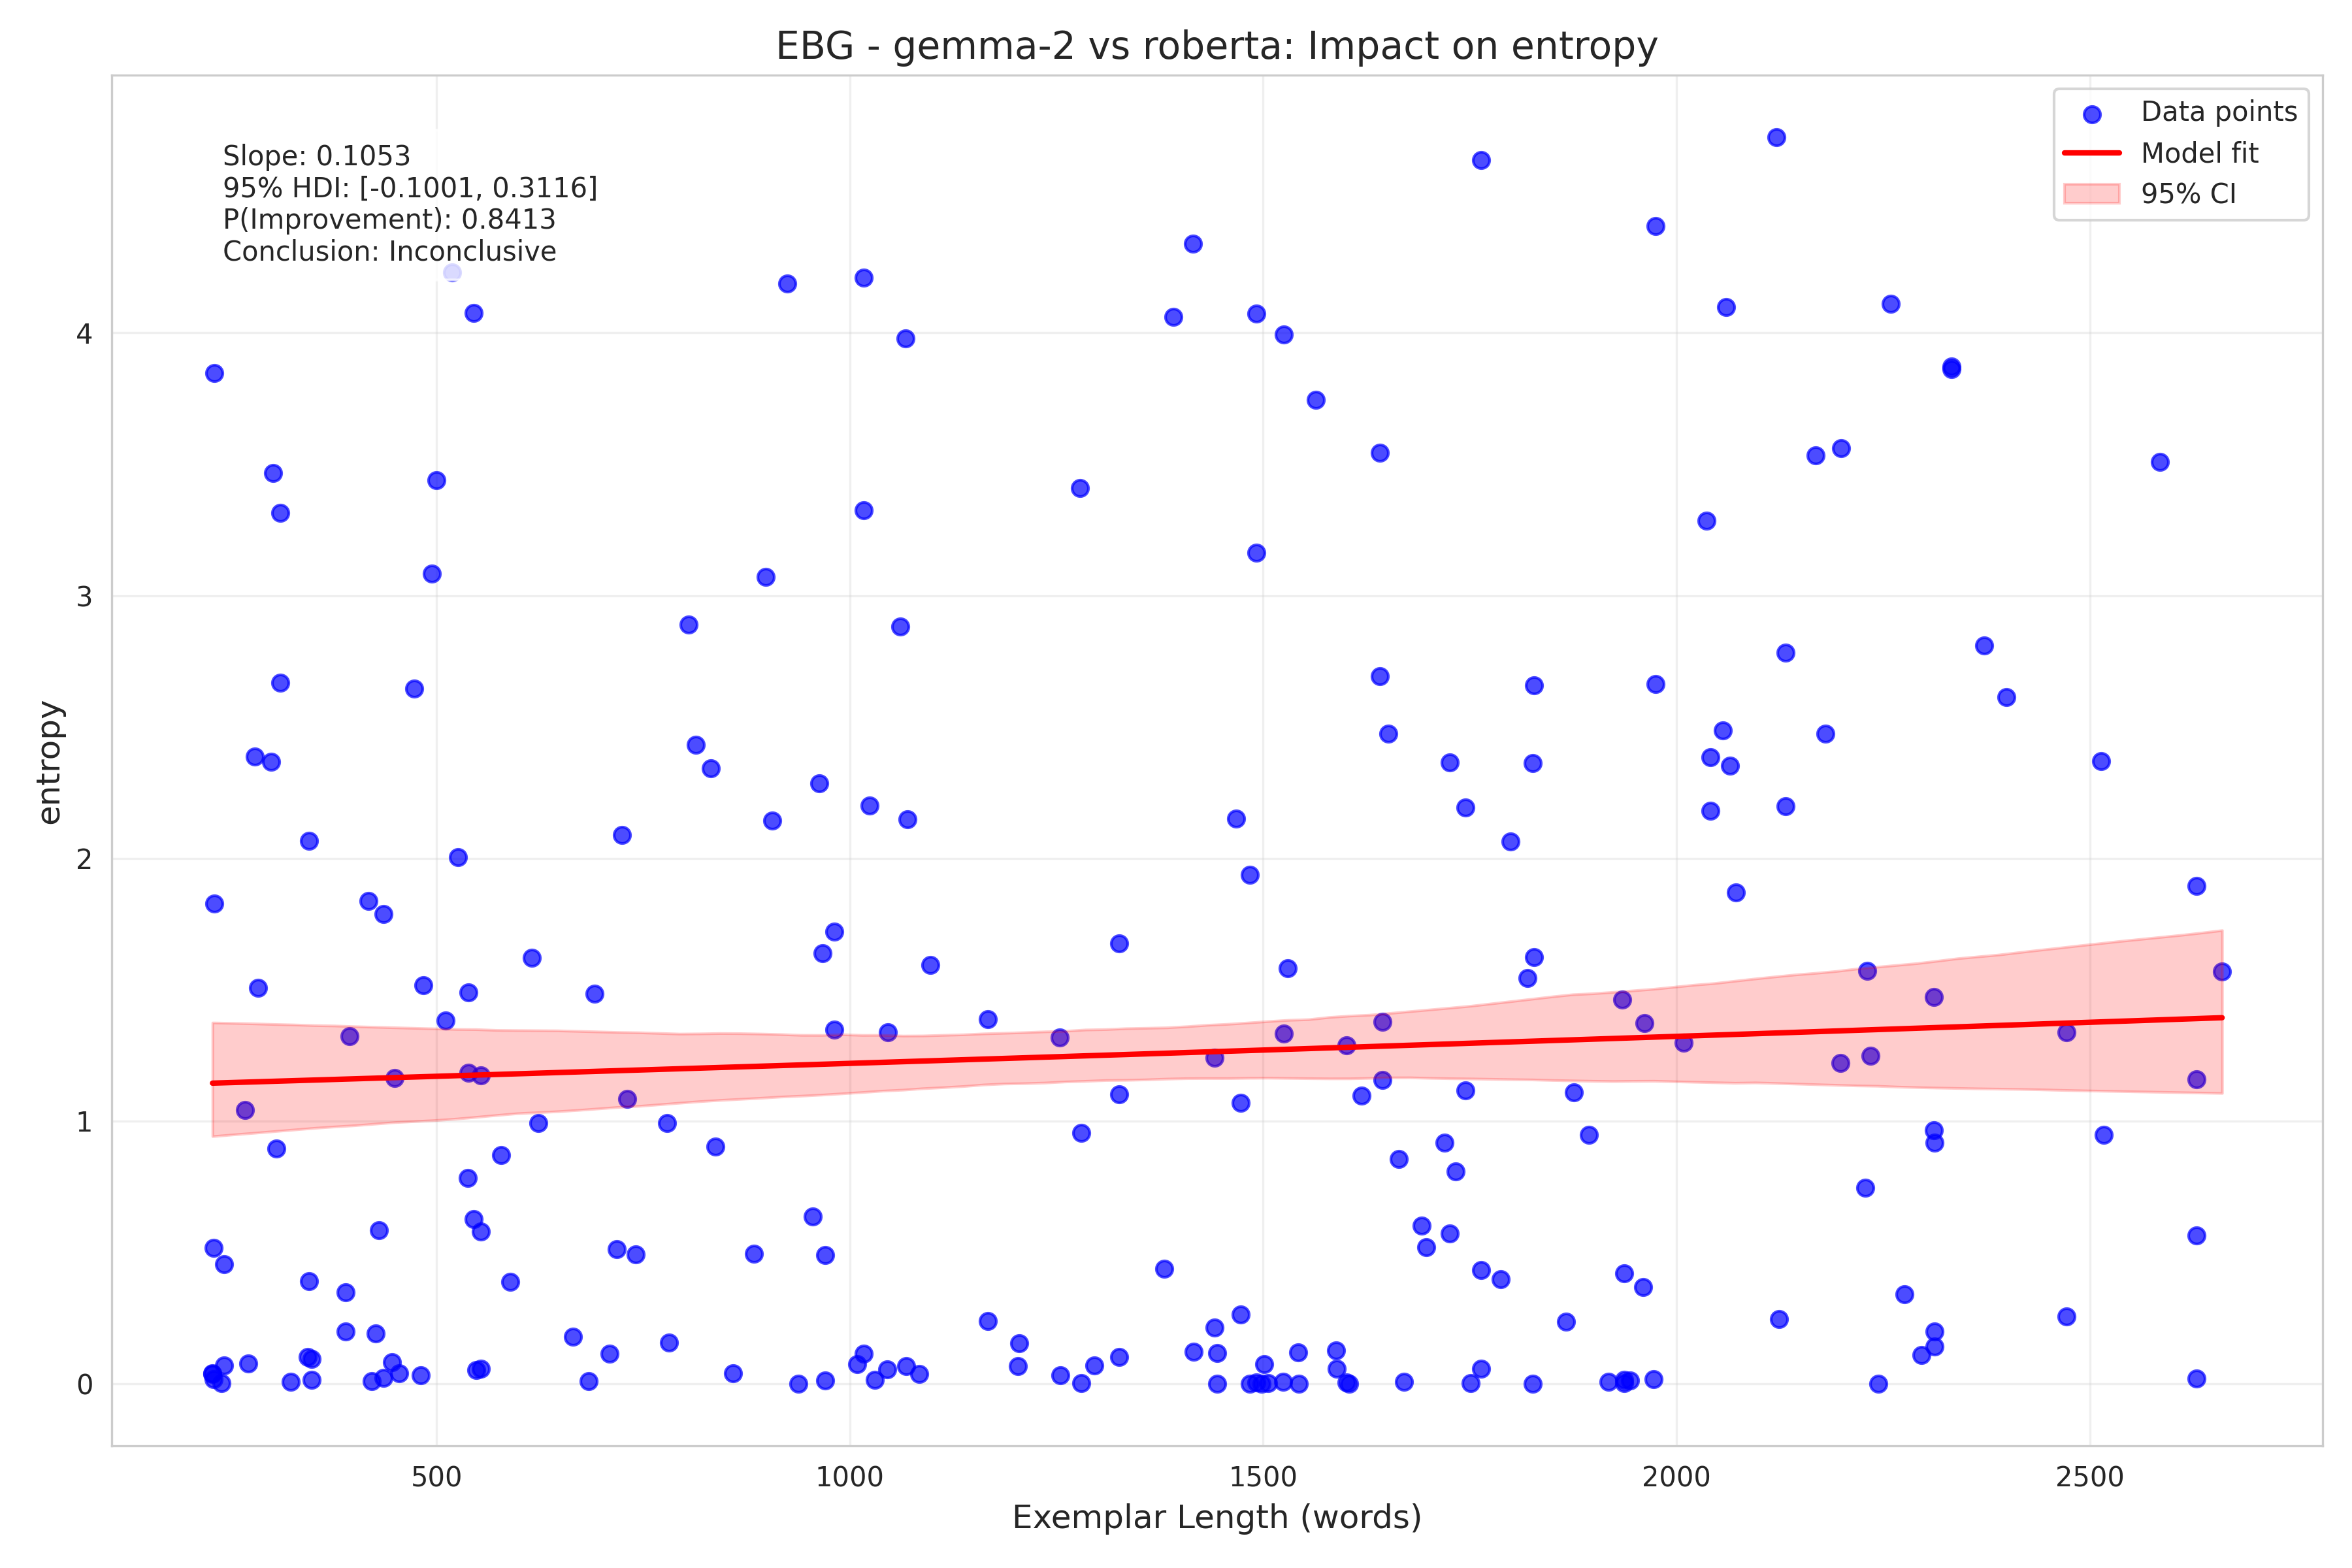 EBG - gemma-2 vs roberta: Impact on entropy
Slope: 0.1053
95% HDI: [-0.1001, 0.3116]
P(Improvement): 0.8413
Conclusion: Inconclusive
Data points
Model fit
95% CI
entropy
4
3
2
1
0
500
1000
1500
2000
2500
Exemplar Length (words)